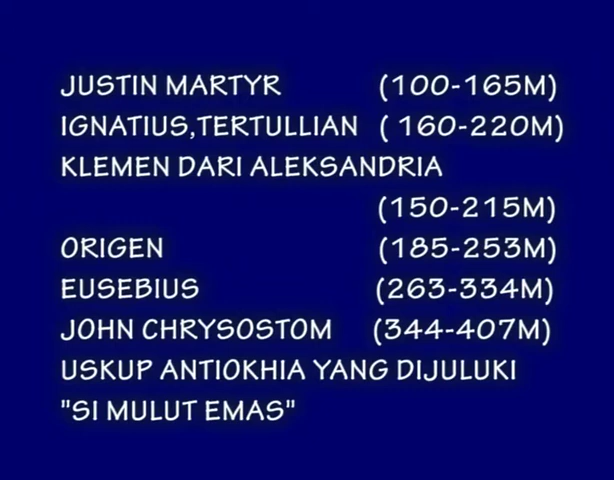 JUSTIN MARTYR (100-165M)
IGNATIUS,TERTULLIAN ( 160-220M)
KLEMEN DARI ALEKSANDRIA
(150-215M)
ORIGEN (185-253M)
EUSEBIUS (263-334M)
JOHN CHRYSOSTOM (344-407M)
USKUP ANTIOKHIA YANG DIJULUKI
"SI MULUT EMAS"